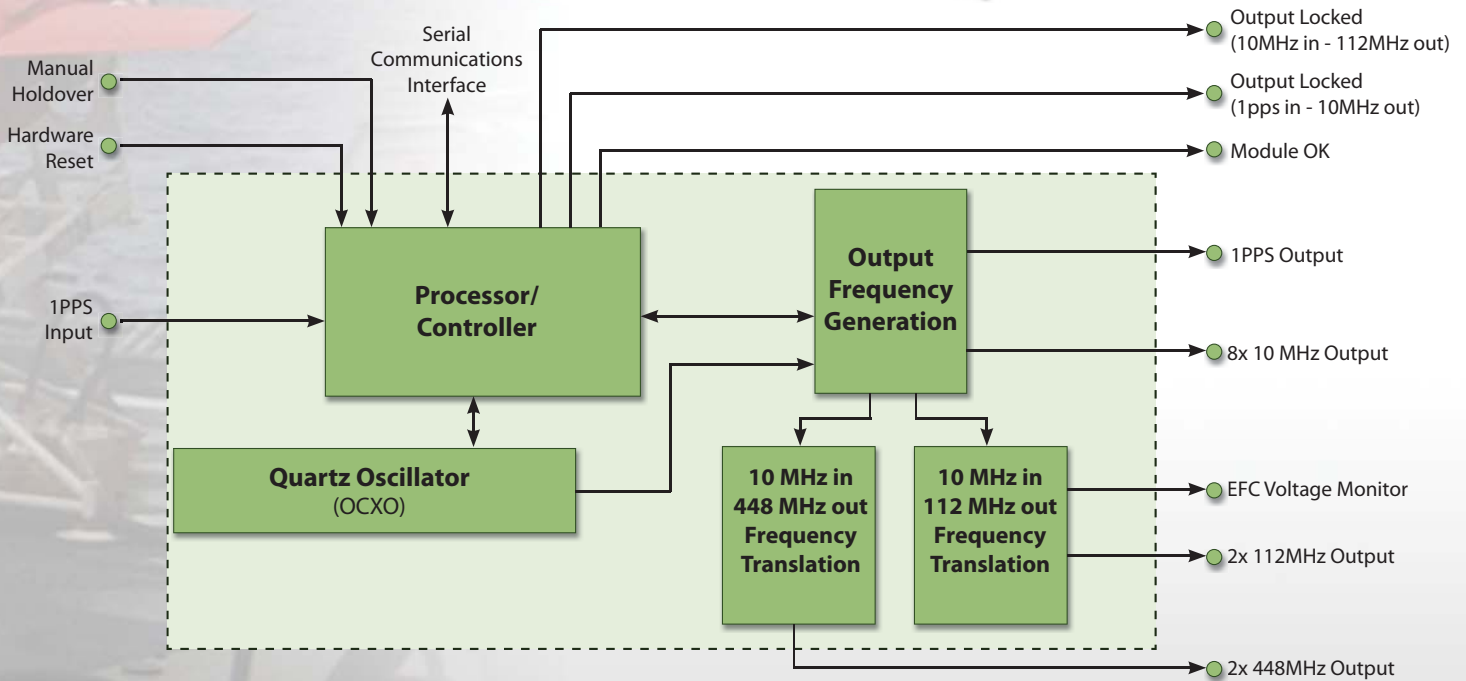 Output Locked
(10MHz in - 112MHz out)
Serial
Communications
Interface
Manual
Holdover
Output Locked
(1pps in - 10MHz out)
Hardware
Reset
Module OK
Processor/
Controller
Output
Frequency
Generation
1PPS Output
1PPS
Input
8x 10 MHz Output
Quartz Oscillator
(OCXO)
10 MHz in
448 MHz out
Frequency
Translation
10 MHz in
112 MHz out
Frequency
Translation
EFC Voltage Monitor
2x 112MHz Output
2x 448MHz Output